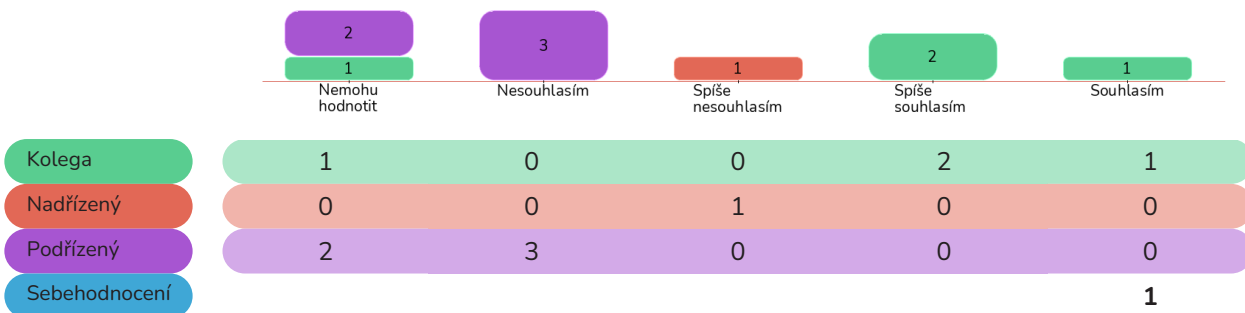 2
1
3
1
2
1
Nemohu
hodnotit
Nesouhlasím
Spíše
nesouhlasím
Spíše
souhlasím
Souhlasím
Kolega 1 0 0 2 1
Nadřízený 0 0 1 0 0
Podřízený 2 3 0 0 0
Sebehodnocení 1